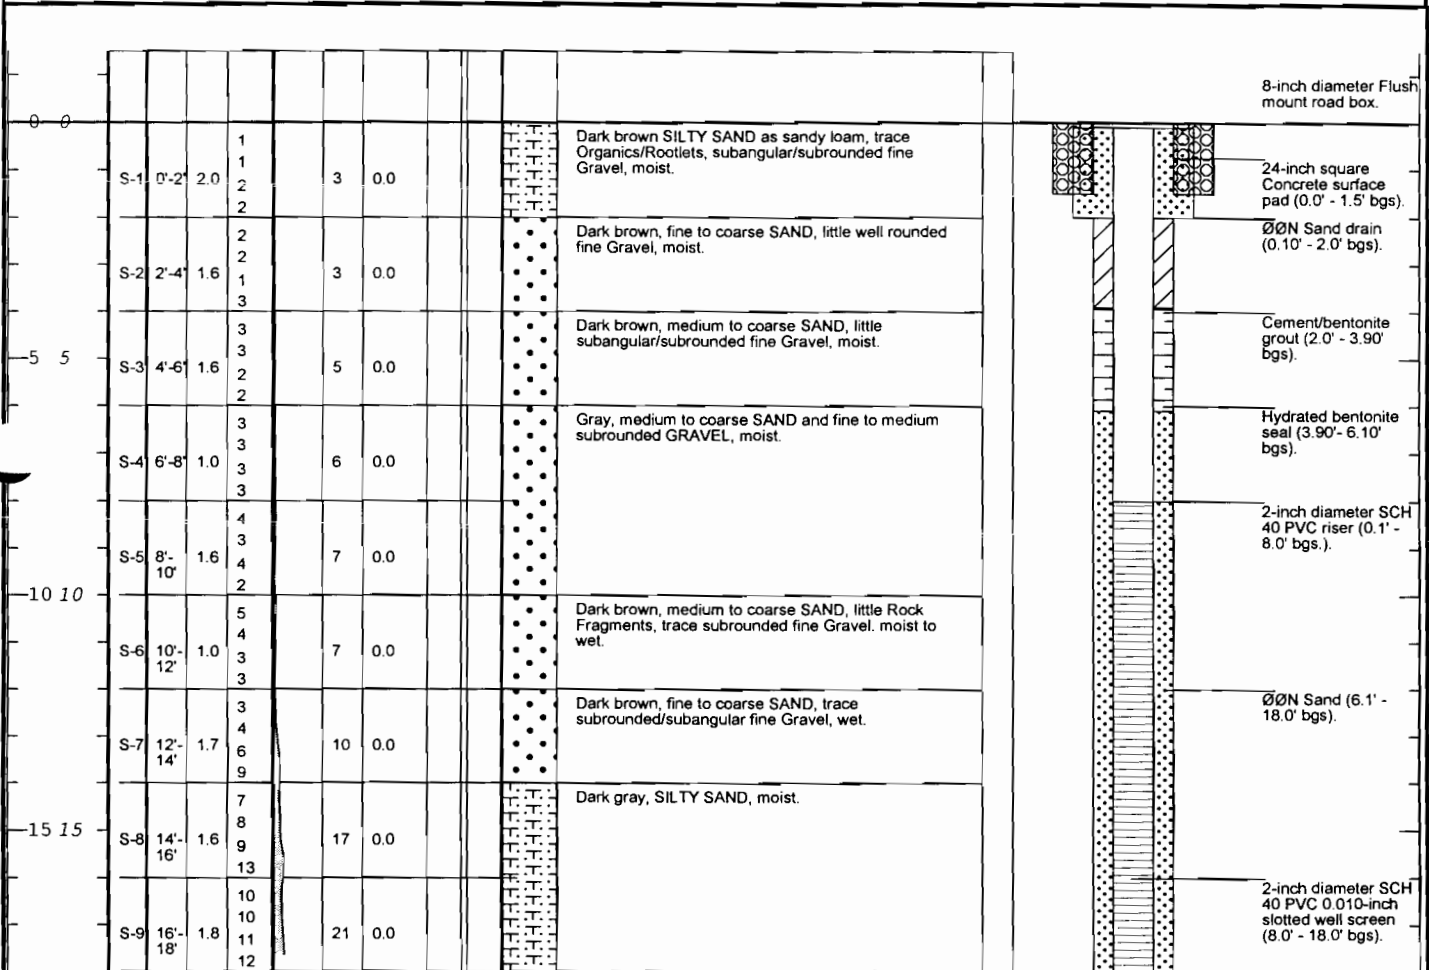 8-inch diameter Flush
mount road box.
0 0
S-1 0'-2' 2.0 1 1 2 2 3 0.0
Dark brown SILTY SAND as sandy loam, trace
Organics/Rootlets, subangular/subrounded fine
Gravel, moist.
24-inch square
Concrete surface
pad (0.0' - 1.5' bgs).
S-2 2'-4' 1.6 2 2 1 3 3 0.0
Dark brown, fine to coarse SAND, little well rounded
fine Gravel, moist.
ØØN Sand drain
(0.10' - 2.0' bgs).
S-3 4'-6' 1.6 3 3 2 2 5 0.0
Dark brown, medium to coarse SAND, little
subangular/subrounded fine Gravel, moist.
Cement/bentonite
grout (2.0' - 3.90'
bgs).
-5 5
S-4 6'-8' 1.0 3 3 3 3 6 0.0
Gray, medium to coarse SAND and fine to medium
subrounded GRAVEL, moist.
Hydrated bentonite
seal (3.90'- 6.10'
bgs).
S-5 8'-10' 1.6 4 3 4 2 7 0.0
2-inch diameter SCH
40 PVC riser (0.1' -
8.0' bgs.).
-10 10
S-6 10'-12' 1.0 5 4 3 3 7 0.0
Dark brown, medium to coarse SAND, little Rock
Fragments, trace subrounded fine Gravel. moist to
wet.
S-7 12'-14' 1.7 3 4 6 9 10 0.0
Dark brown, fine to coarse SAND, trace
subrounded/subangular fine Gravel, wet.
ØØN Sand (6.1' -
18.0' bgs).
-15 15
S-8 14'-16' 1.6 7 8 9 13 17 0.0
Dark gray, SILTY SAND, moist.
S-9 16'-18' 1.8 10 10 11 12 21 0.0
2-inch diameter SCH
40 PVC 0.010-inch
slotted well screen
(8.0' - 18.0' bgs).